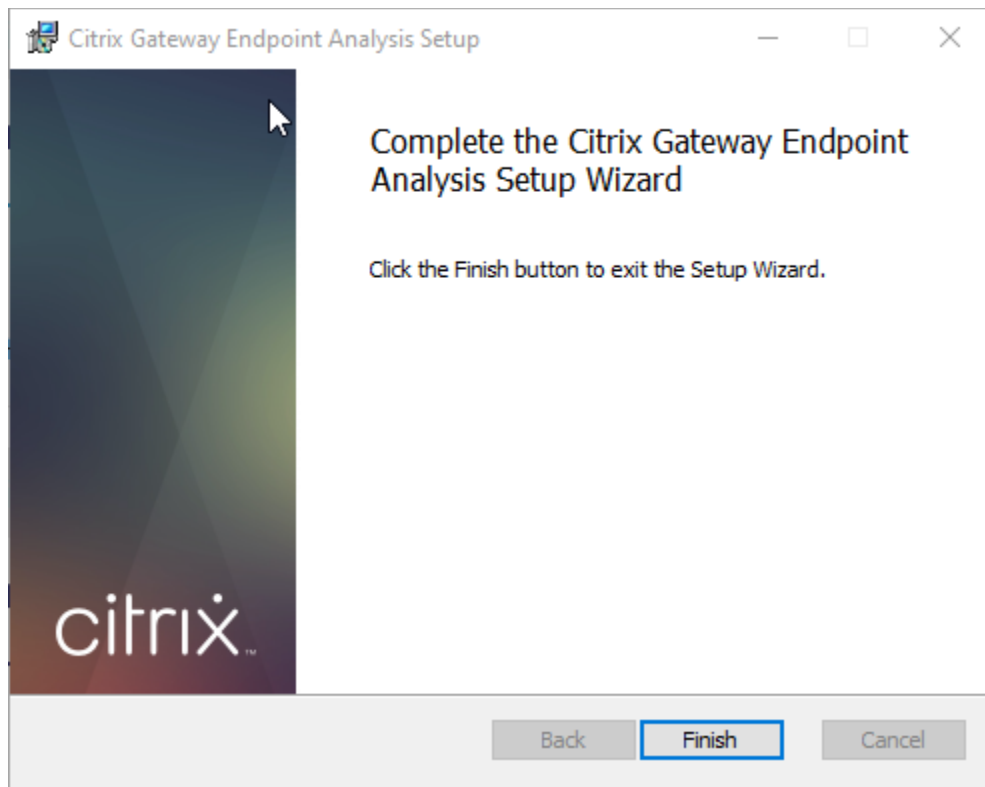 Citrix Gateway Endpoint Analysis Setup
Complete the Citrix Gateway Endpoint
Analysis Setup Wizard
Click the Finish button to exit the Setup Wizard.
citrix™
Back
Finish
Cancel